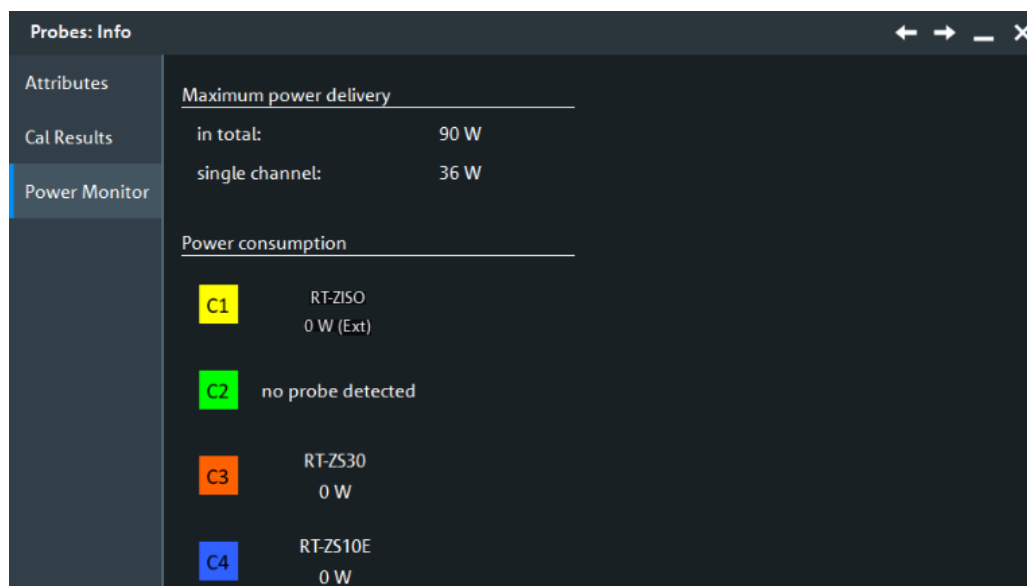 Probes: Info
Attributes
Cal Results
Power Monitor
Maximum power delivery
in total: 90 W
single channel: 36 W
Power consumption
C1 RT-ZISO
0 W (Ext)
C2 no probe detected
C3 RT-ZS30
0 W
C4 RT-ZS10E
0 W